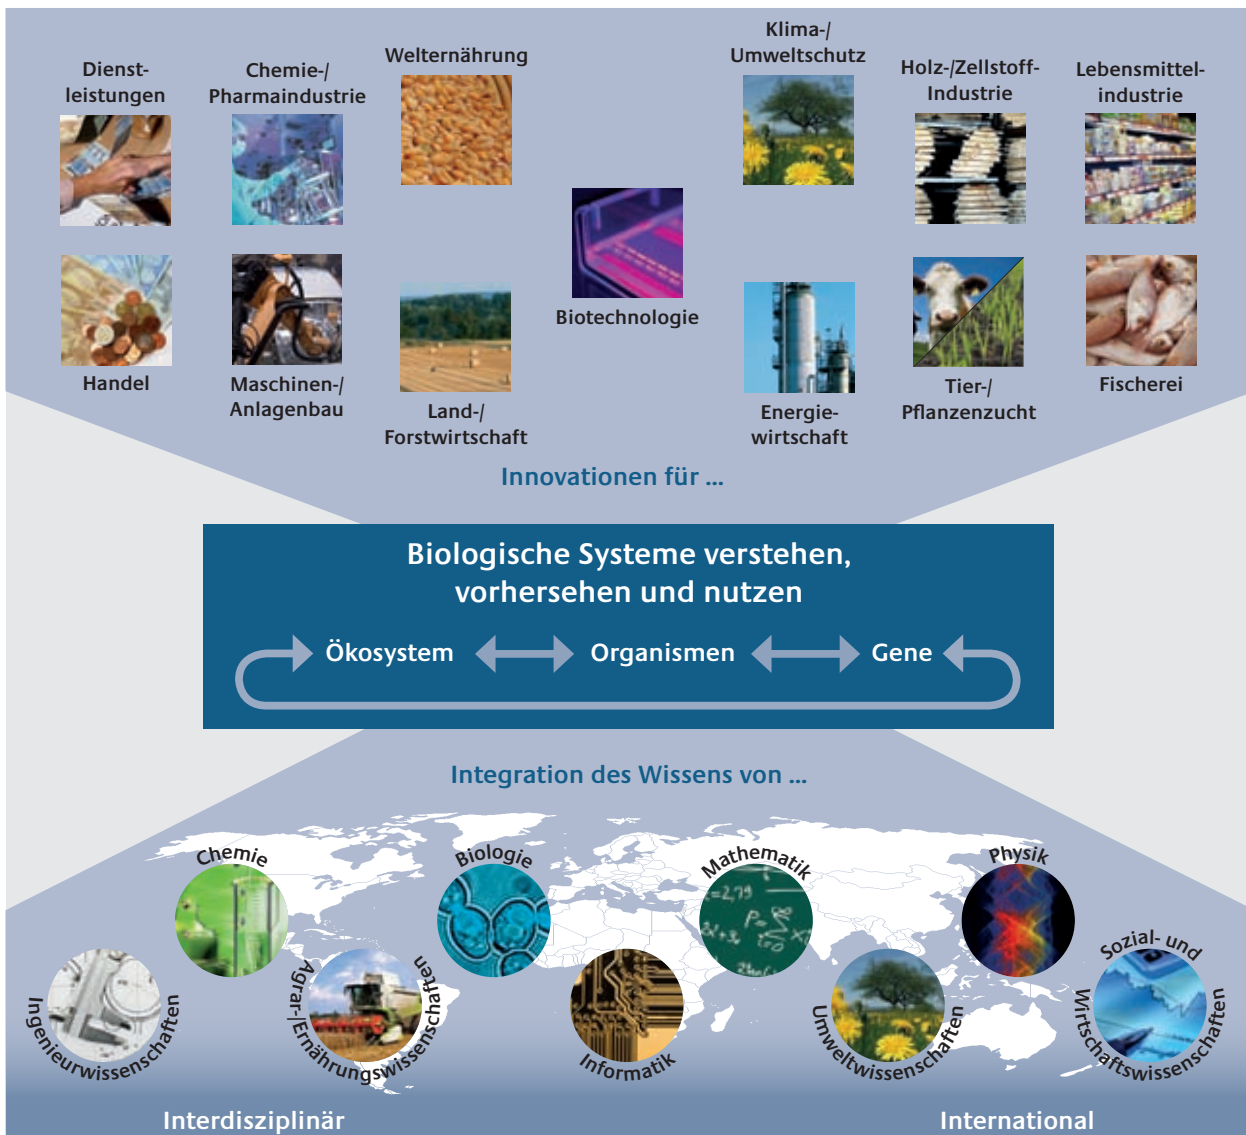 Dienst-
leistungen
Chemie-/
Pharmaindustrie
Welternährung
Klima-/
Umweltschutz
Holz-/Zellstoff-
Industrie
Lebensmittel-
industrie
Handel
Maschinen-/
Anlagenbau
Land-/
Forstwirtschaft
Biotechnologie
Energie-
wirtschaft
Tier-/
Pflanzenzucht
Fischerei
Innovationen für ...
Biologische Systeme verstehen,
vorhersehen und nutzen
Ökosystem
Organismen
Gene
Integration des Wissens von ...
Chemie
Biologie
Mathematik
Physik
Ingenieurwissenschaften
Agrar-|Ernährungswissenschaften
Informatik
Umweltwissenschaften
Sozial- und
Wirtschaftswissenschaften
Interdisziplinär
International